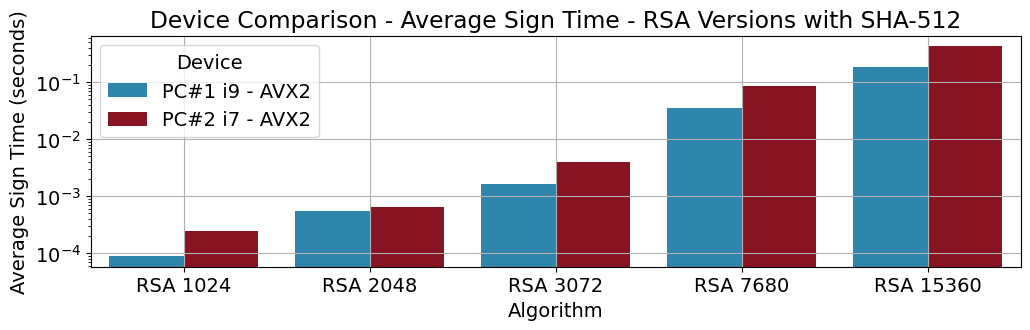 Device Comparison - Average Sign Time - RSA Versions with SHA-512
Average Sign Time (seconds)
10⁻¹
10⁻²
10⁻³
10⁻⁴
Device
PC#1 i9 - AVX2
PC#2 i7 - AVX2
RSA 1024
RSA 2048
RSA 3072
RSA 7680
RSA 15360
Algorithm